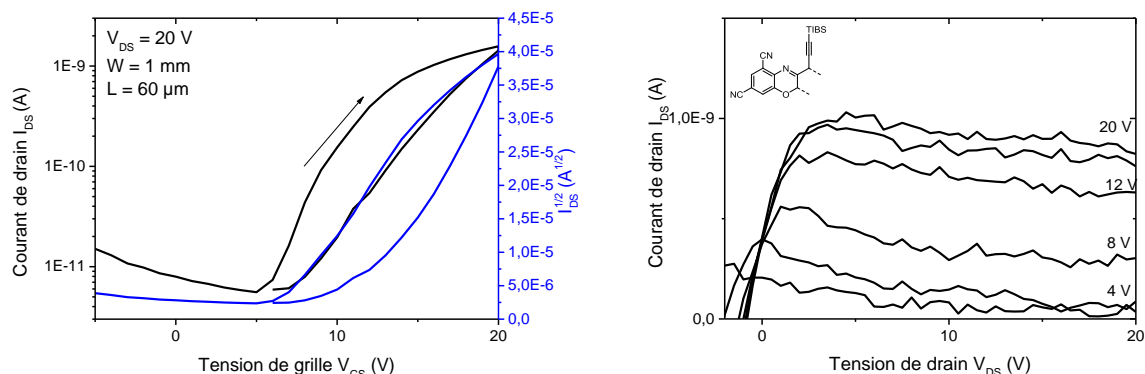 V_DS = 20 V
W = 1 mm
L = 60 µm
Courant de drain I_DS (A)
1E-9
1E-10
1E-11
0
10
20
Tension de grille V_GS (V)
4,5E-5
4,0E-5
3,5E-5
3,0E-5
2,5E-5
2,0E-5
1,5E-5
1,0E-5
5,0E-6
0,0
I_DS^1/2 (A^1/2)
Courant de drain I_DS (A)
1,0E-9
0,0
TIBS
CN
N
CN
O
20 V
12 V
8 V
4 V
0
10
20
Tension de drain V_DS (V)